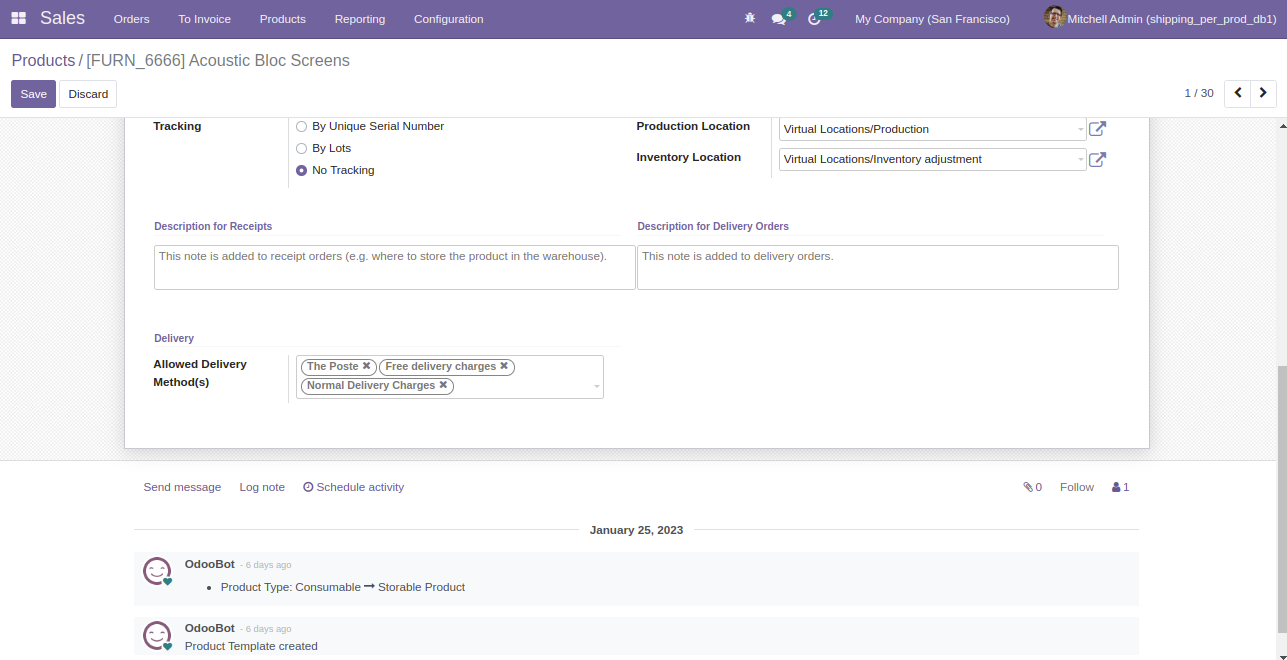 Sales Orders To Invoice Products Reporting Configuration 4 12 My Company (San Francisco) Mitchell Admin (shipping_per_prod_db1)
Products / [FURN_6666] Acoustic Bloc Screens
Save Discard 1 / 30
Tracking
By Unique Serial Number
By Lots
No Tracking
Production Location Virtual Locations/Production
Inventory Location Virtual Locations/Inventory adjustment
Description for Receipts
This note is added to receipt orders (e.g. where to store the product in the warehouse).
Description for Delivery Orders
This note is added to delivery orders.
Delivery
Allowed Delivery
Method(s)
The Poste ✖ Free delivery charges ✖
Normal Delivery Charges ✖
Send message Log note Schedule activity 0 Follow 1
January 25, 2023
OdooBot - 6 days ago
• Product Type: Consumable → Storable Product
OdooBot - 6 days ago
Product Template created